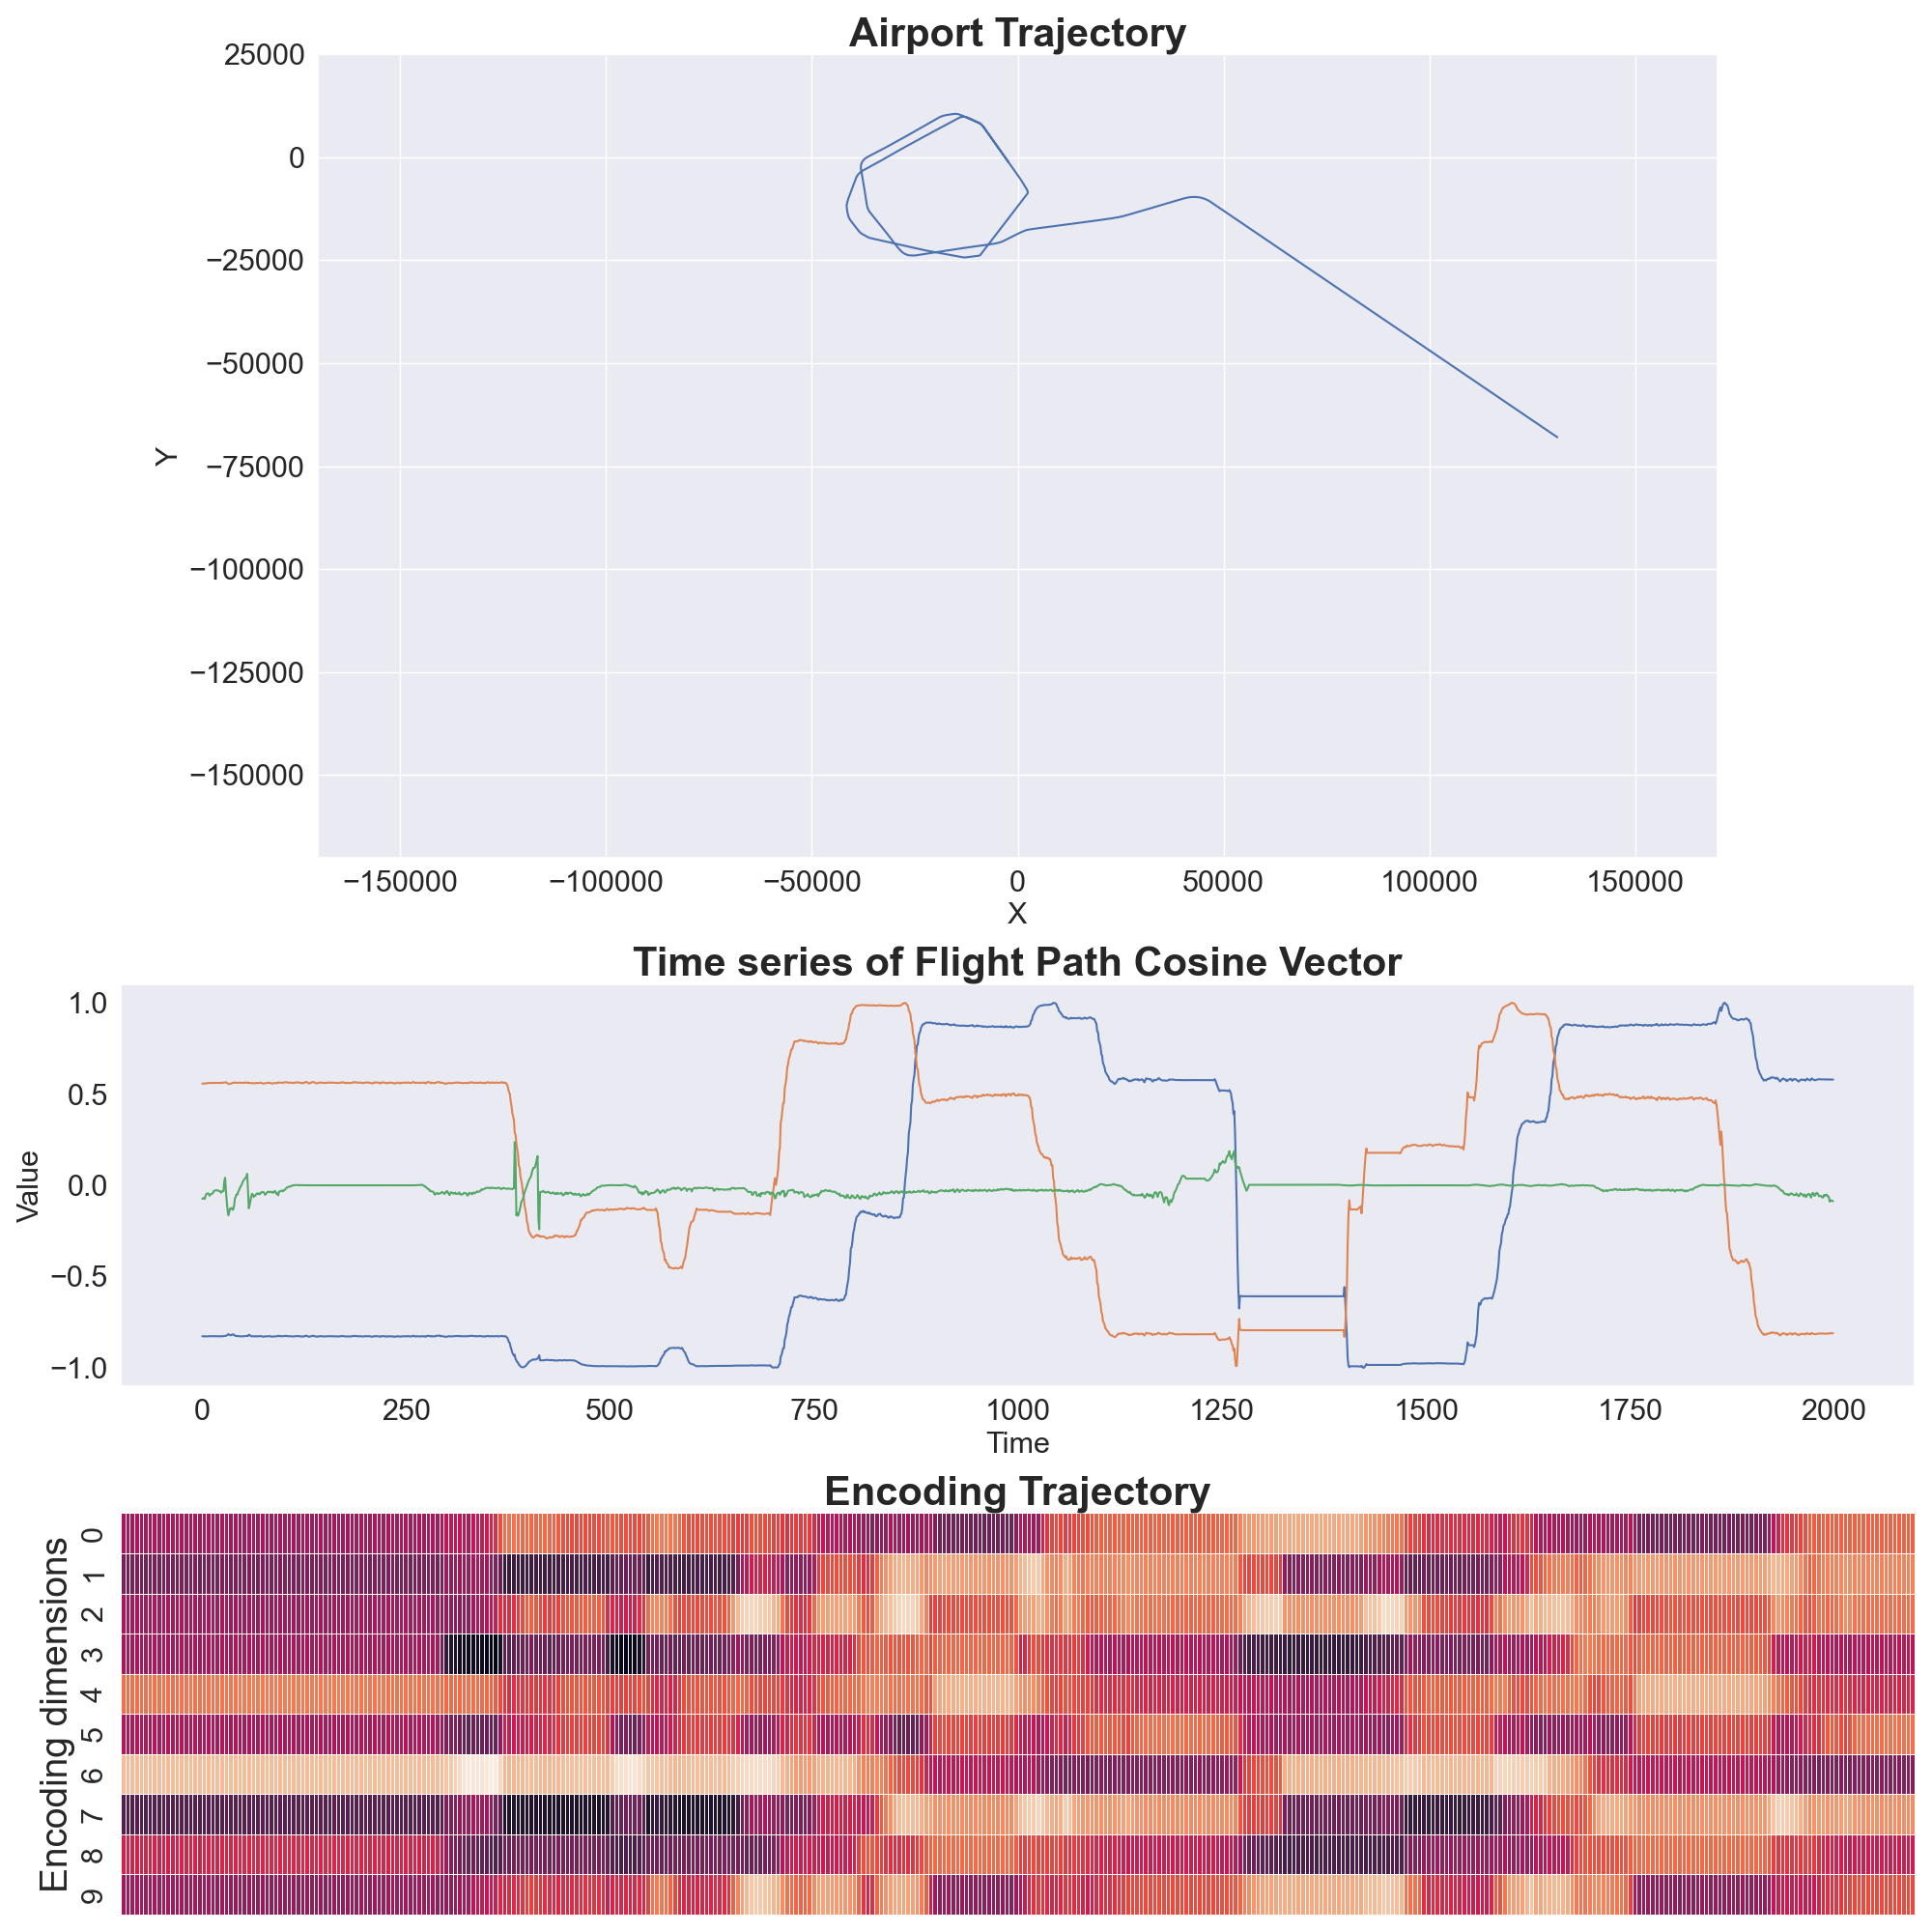 Airport Trajectory
25000
0
−25000
−50000
−75000
−100000
−125000
−150000
Y
−150000 −100000 −50000 0 50000 100000 150000
X
Time series of Flight Path Cosine Vector
1.0
0.5
0.0
−0.5
−1.0
Value
0 250 500 750 1000 1250 1500 1750 2000
Time
Encoding Trajectory
Encoding dimensions
0
1
2
3
4
5
6
7
8
9